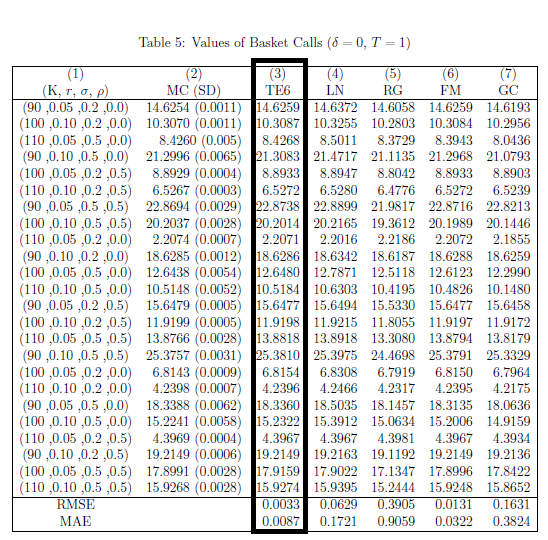 Table 5: Values of Basket Calls (δ = 0, T = 1)
(1) (2) (3) (4) (5) (6) (7)
(K, r, σ, ρ) MC (SD) TE6 LN RG FM GC
(90 ,0.05 ,0.2 ,0.0) 14.6254 (0.0011) 14.6259 14.6372 14.6058 14.6259 14.6193
(100 ,0.10 ,0.2 ,0.0) 10.3070 (0.0011) 10.3087 10.3255 10.2803 10.3084 10.2956
(110 ,0.05 ,0.5 ,0.0) 8.4260 (0.005) 8.4268 8.5011 8.3729 8.3943 8.0436
(90 ,0.10 ,0.5 ,0.0) 21.2996 (0.0065) 21.3083 21.4717 21.1135 21.2968 21.0793
(100 ,0.05 ,0.2 ,0.5) 8.8929 (0.0004) 8.8933 8.8947 8.8042 8.8933 8.8903
(110 ,0.10 ,0.2 ,0.5) 6.5267 (0.0003) 6.5272 6.5280 6.4776 6.5272 6.5239
(90 ,0.05 ,0.5 ,0.5) 22.8694 (0.0029) 22.8738 22.8899 21.9817 22.8716 22.8213
(100 ,0.10 ,0.5 ,0.5) 20.2037 (0.0028) 20.2014 20.2165 19.3612 20.1989 20.1446
(110 ,0.05 ,0.2 ,0.0) 2.2074 (0.0007) 2.2071 2.2016 2.2186 2.2072 2.1855
(90 ,0.10 ,0.2 ,0.0) 18.6285 (0.0012) 18.6286 18.6342 18.6187 18.6288 18.6259
(100 ,0.05 ,0.5 ,0.0) 12.6438 (0.0054) 12.6480 12.7871 12.5118 12.6123 12.2990
(110 ,0.10 ,0.5 ,0.0) 10.5148 (0.0052) 10.5184 10.6303 10.4195 10.4826 10.1480
(90 ,0.05 ,0.2 ,0.5) 15.6479 (0.0005) 15.6477 15.6494 15.5330 15.6477 15.6458
(100 ,0.10 ,0.2 ,0.5) 11.9199 (0.0005) 11.9198 11.9215 11.8055 11.9197 11.9172
(110 ,0.05 ,0.5 ,0.5) 13.8766 (0.0028) 13.8818 13.8918 13.3080 13.8794 13.8179
(90 ,0.10 ,0.5 ,0.5) 25.3757 (0.0031) 25.3810 25.3975 24.4698 25.3791 25.3329
(100 ,0.05 ,0.2 ,0.0) 6.8143 (0.0009) 6.8154 6.8308 6.7919 6.8150 6.7964
(110 ,0.10 ,0.2 ,0.0) 4.2398 (0.0007) 4.2396 4.2466 4.2317 4.2395 4.2175
(90 ,0.05 ,0.5 ,0.0) 18.3388 (0.0062) 18.3360 18.5035 18.1457 18.3135 18.0636
(100 ,0.10 ,0.5 ,0.0) 15.2241 (0.0058) 15.2322 15.3912 15.0634 15.2006 14.9159
(110 ,0.05 ,0.2 ,0.5) 4.3969 (0.0004) 4.3967 4.3967 4.3981 4.3967 4.3934
(90 ,0.10 ,0.2 ,0.5) 19.2149 (0.0006) 19.2149 19.2163 19.1192 19.2149 19.2136
(100 ,0.05 ,0.5 ,0.5) 17.8991 (0.0028) 17.9159 17.9022 17.1347 17.8996 17.8422
(110 ,0.10 ,0.5 ,0.5) 15.9268 (0.0028) 15.9274 15.9395 15.2444 15.9248 15.8652
RMSE 0.0033 0.0629 0.3905 0.0131 0.1631
MAE 0.0087 0.1721 0.9059 0.0322 0.3824